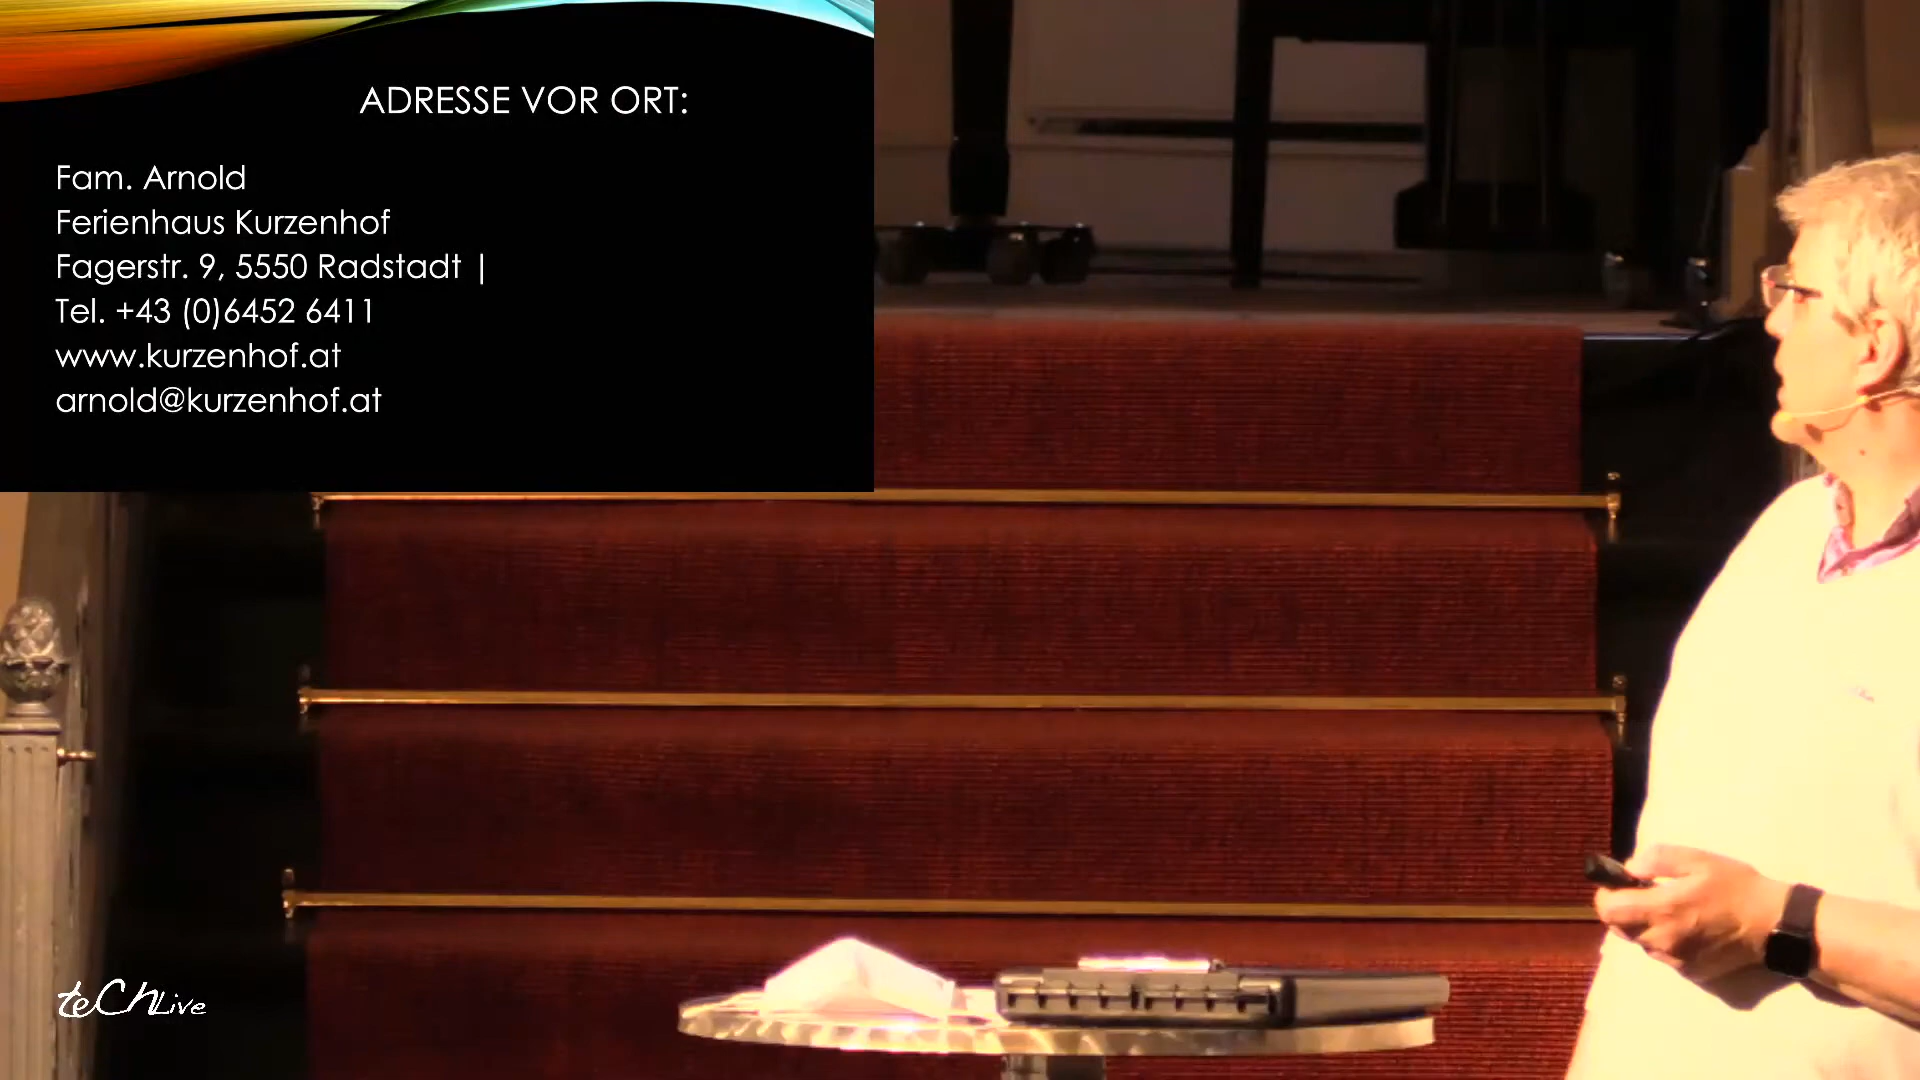 ADRESSE VOR ORT:
Fam. Arnold
Ferienhaus Kurzenhof
Fagerstr. 9, 5550 Radstadt |
Tel. +43 (0)6452 6411
www.kurzenhof.at
arnold@kurzenhof.at
teChLive